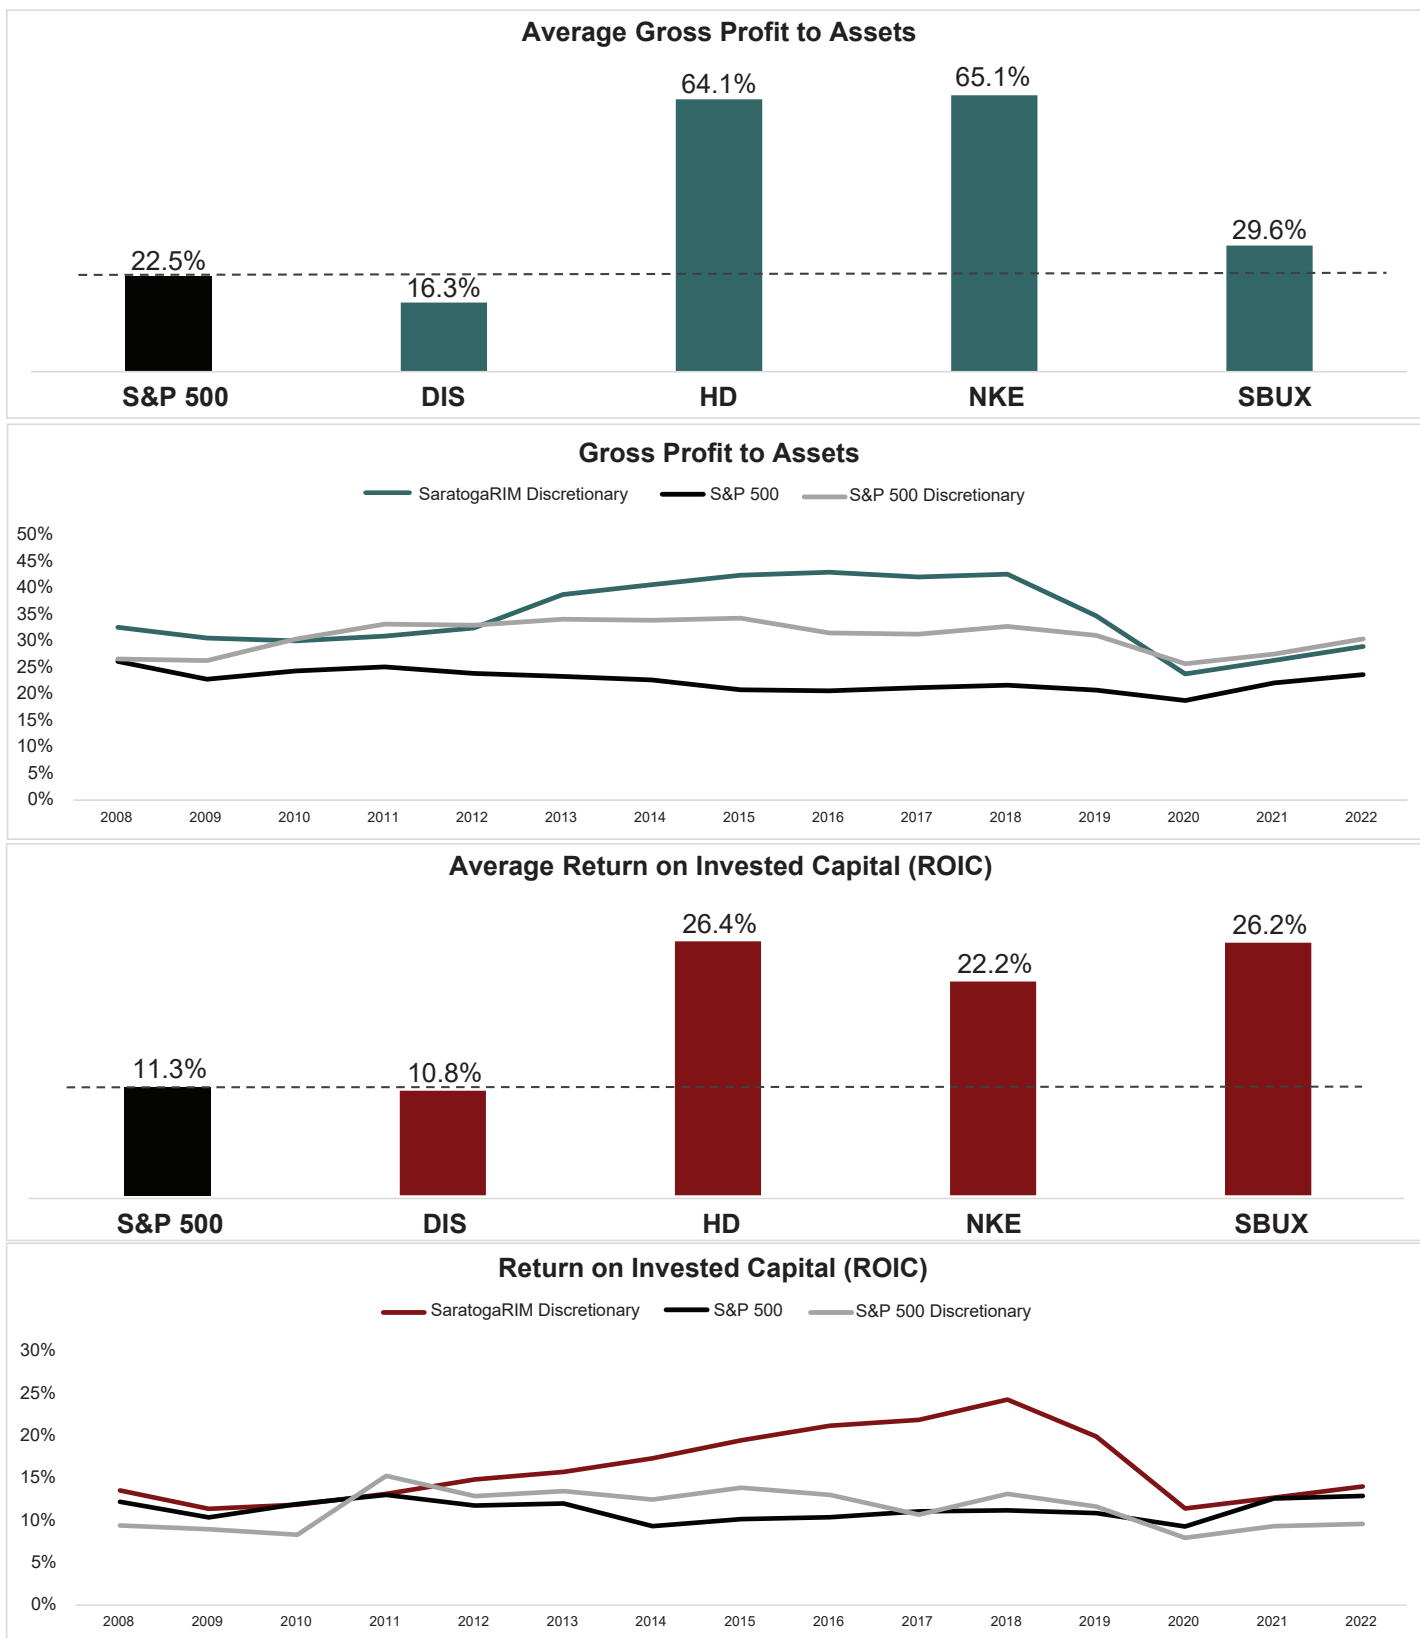 Average Gross Profit to Assets
22.5%
16.3%
64.1%
65.1%
29.6%
S&P 500 DIS HD NKE SBUX
Gross Profit to Assets
SaratogaRIM Discretionary S&P 500 S&P 500 Discretionary
50%
45%
40%
35%
30%
25%
20%
15%
10%
5%
0%
2008 2009 2010 2011 2012 2013 2014 2015 2016 2017 2018 2019 2020 2021 2022
Average Return on Invested Capital (ROIC)
11.3%
10.8%
26.4%
22.2%
26.2%
S&P 500 DIS HD NKE SBUX
Return on Invested Capital (ROIC)
SaratogaRIM Discretionary S&P 500 S&P 500 Discretionary
30%
25%
20%
15%
10%
5%
0%
2008 2009 2010 2011 2012 2013 2014 2015 2016 2017 2018 2019 2020 2021 2022